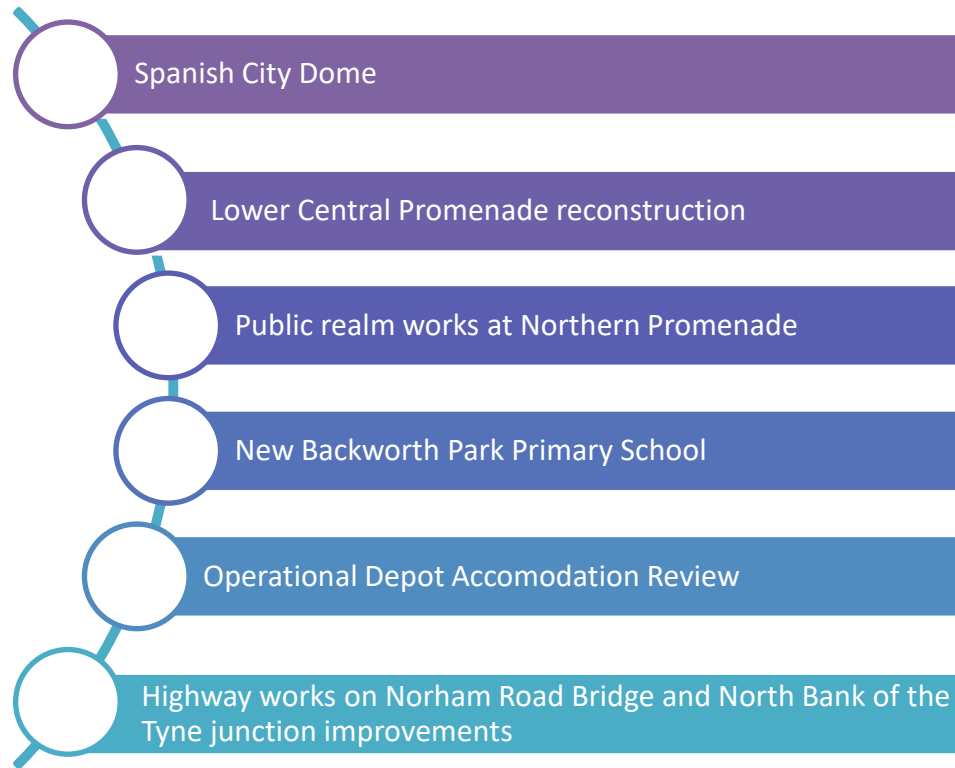 Spanish City Dome
Lower Central Promenade reconstruction
Public realm works at Northern Promenade
New Backworth Park Primary School
Operational Depot Accomodation Review
Highway works on Norham Road Bridge and North Bank of the
Tyne junction improvements